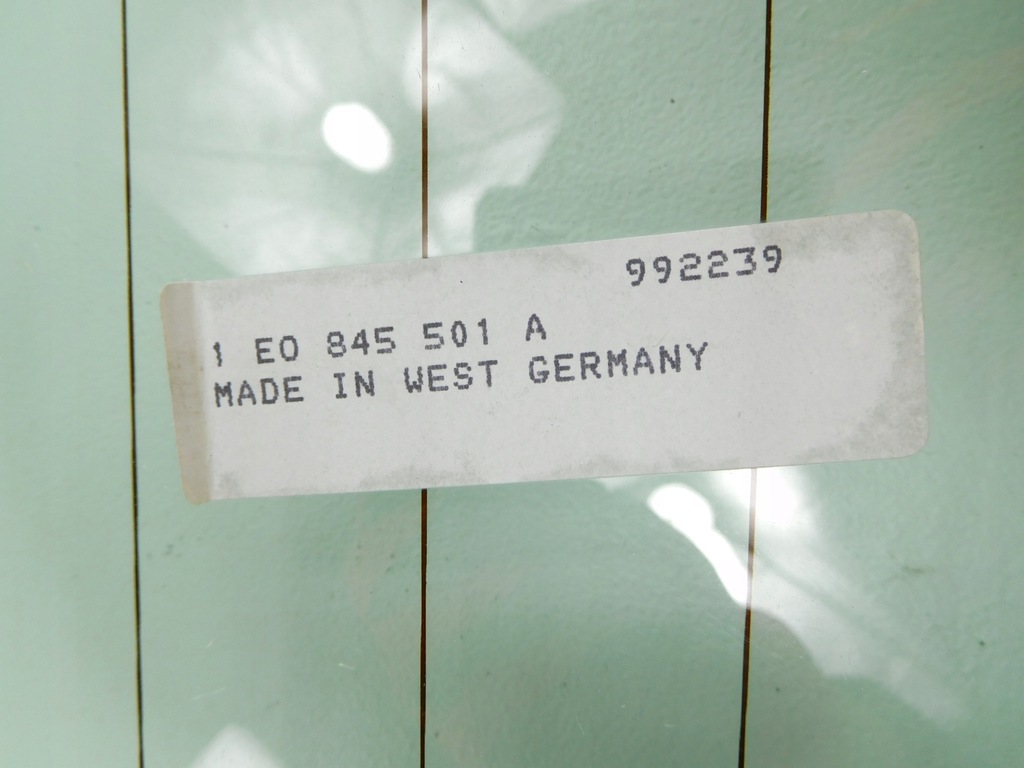 992239
1 E0 845 501 A
MADE IN WEST GERMANY